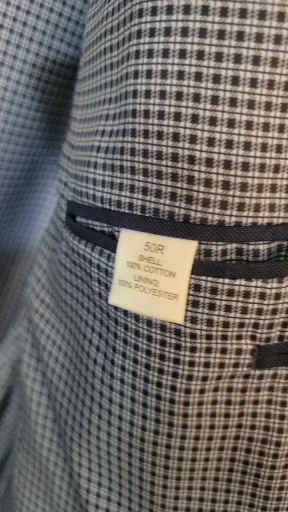 50R
SHELL:
100% COTTON
LINING:
100% POLYESTER